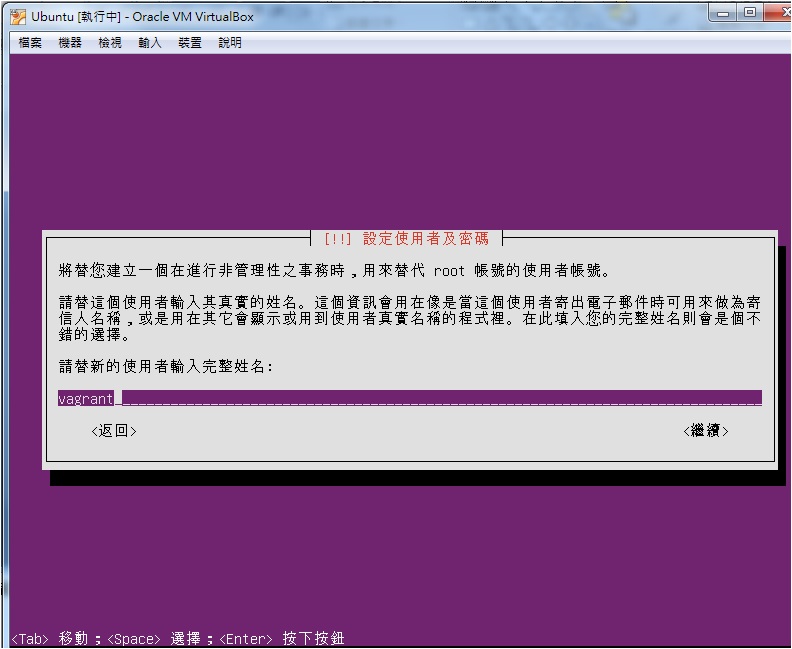 Ubuntu [執行中] - Oracle VM VirtualBox
檔案 機器 檢視 輸入 裝置 說明
[!!] 設定使用者及密碼
將替您建立一個在進行非管理性之事務時,用來替代 root 帳號的使用者帳號。
請替這個使用者輸入其真實的姓名。這個資訊會用在像是當這個使用者寄出電子郵件時可用來做為寄
信人名稱,或是用在其它會顯示或用到使用者真實名稱的程式裡。在此填入您的完整姓名則會是個不
錯的選擇。
請替新的使用者輸入完整姓名:
vagrant
<返回> <繼續>
<Tab> 移動;<Space> 選擇;<Enter> 按下按鈕